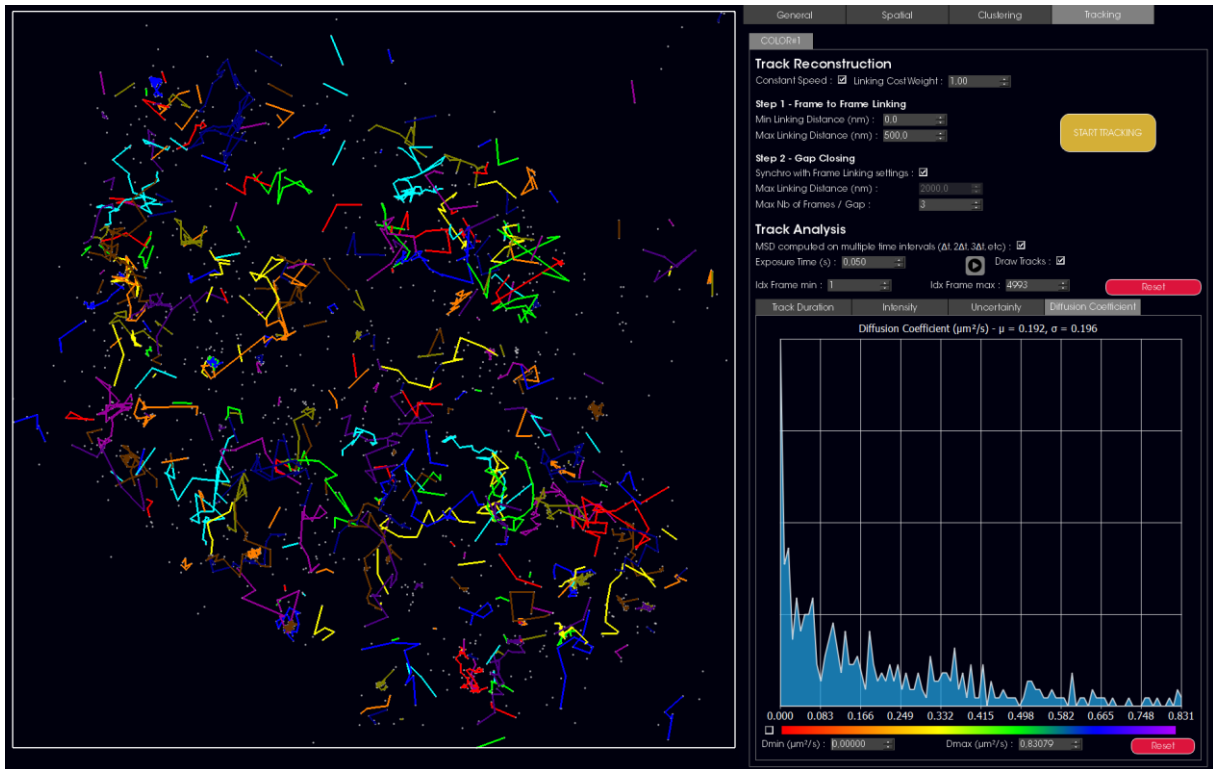 General Spatial Clustering Tracking
COLOR#1
Track Reconstruction
Constant Speed : Linking Cost Weight : 1.00
Step 1 - Frame to Frame Linking
Min Linking Distance (nm) : 0.0
Max Linking Distance (nm) : 500.0
START TRACKING
Step 2 - Gap Closing
Synchro with Frame Linking settings :
Max Linking Distance (nm) : 2000.0
Max Nb of Frames / Gap : 3
Track Analysis
MSD computed on multiple time intervals (Δt, 2Δt, 3Δt, etc) :
Exposure Time (s) : 0.050 Draw Tracks :
Idx Frame min : 1 Idx Frame max : 4993 Reset
Track Duration Intensity Uncertainty Diffusion Coefficient
Diffusion Coefficient (µm²/s) - µ = 0.192, σ = 0.196
0.000 0.083 0.166 0.249 0.332 0.415 0.498 0.582 0.665 0.748 0.831
Dmin (µm²/s) : 0.00000 Dmax (µm²/s) : 0.83079 Reset